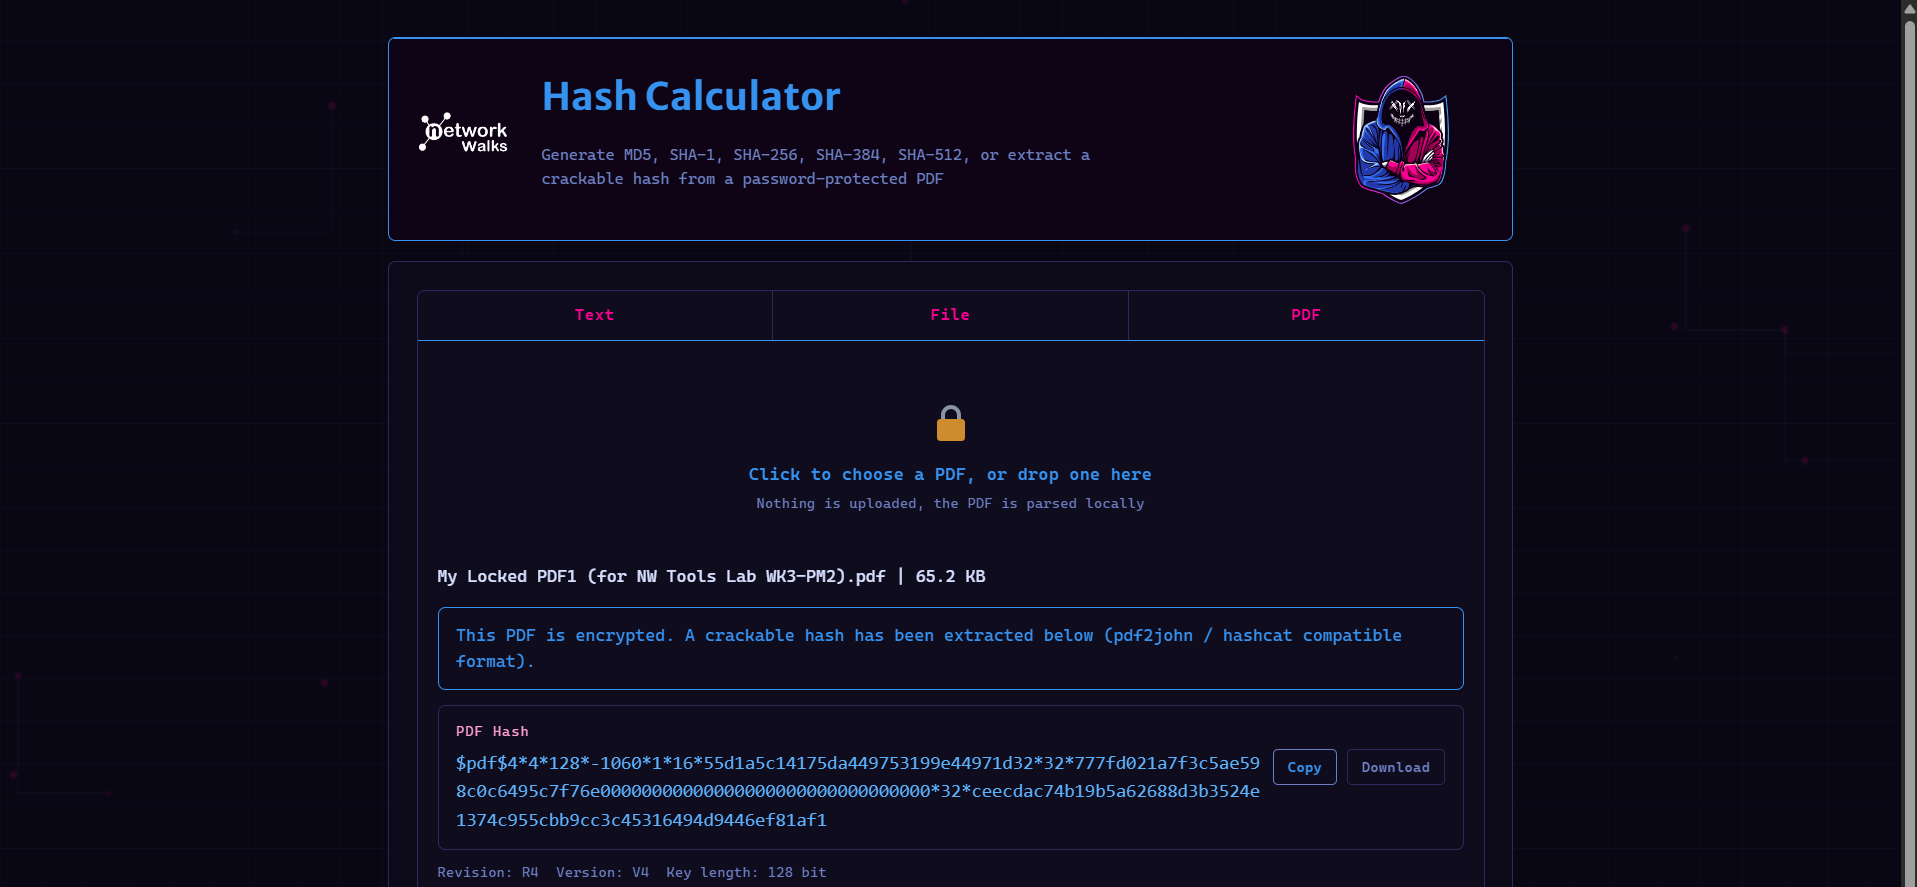 network
Walks
Hash Calculator
Generate MD5, SHA-1, SHA-256, SHA-384, SHA-512, or extract a
crackable hash from a password-protected PDF
Text
File
PDF
Click to choose a PDF, or drop one here
Nothing is uploaded, the PDF is parsed locally
My Locked PDF1 (for NW Tools Lab WK3-PM2).pdf | 65.2 KB
This PDF is encrypted. A crackable hash has been extracted below (pdf2john / hashcat compatible
format).
PDF Hash
$pdf$4*4*128*-1060*1*16*55d1a5c14175da449753199e44971d32*32*777fd021a7f3c5ae59
8c0c6495c7f76e00000000000000000000000000000000*32*ceecdac74b19b5a62688d3b3524e
1374c955cbb9cc3c45316494d9446ef81af1
Copy
Download
Revision: R4 Version: V4 Key length: 128 bit